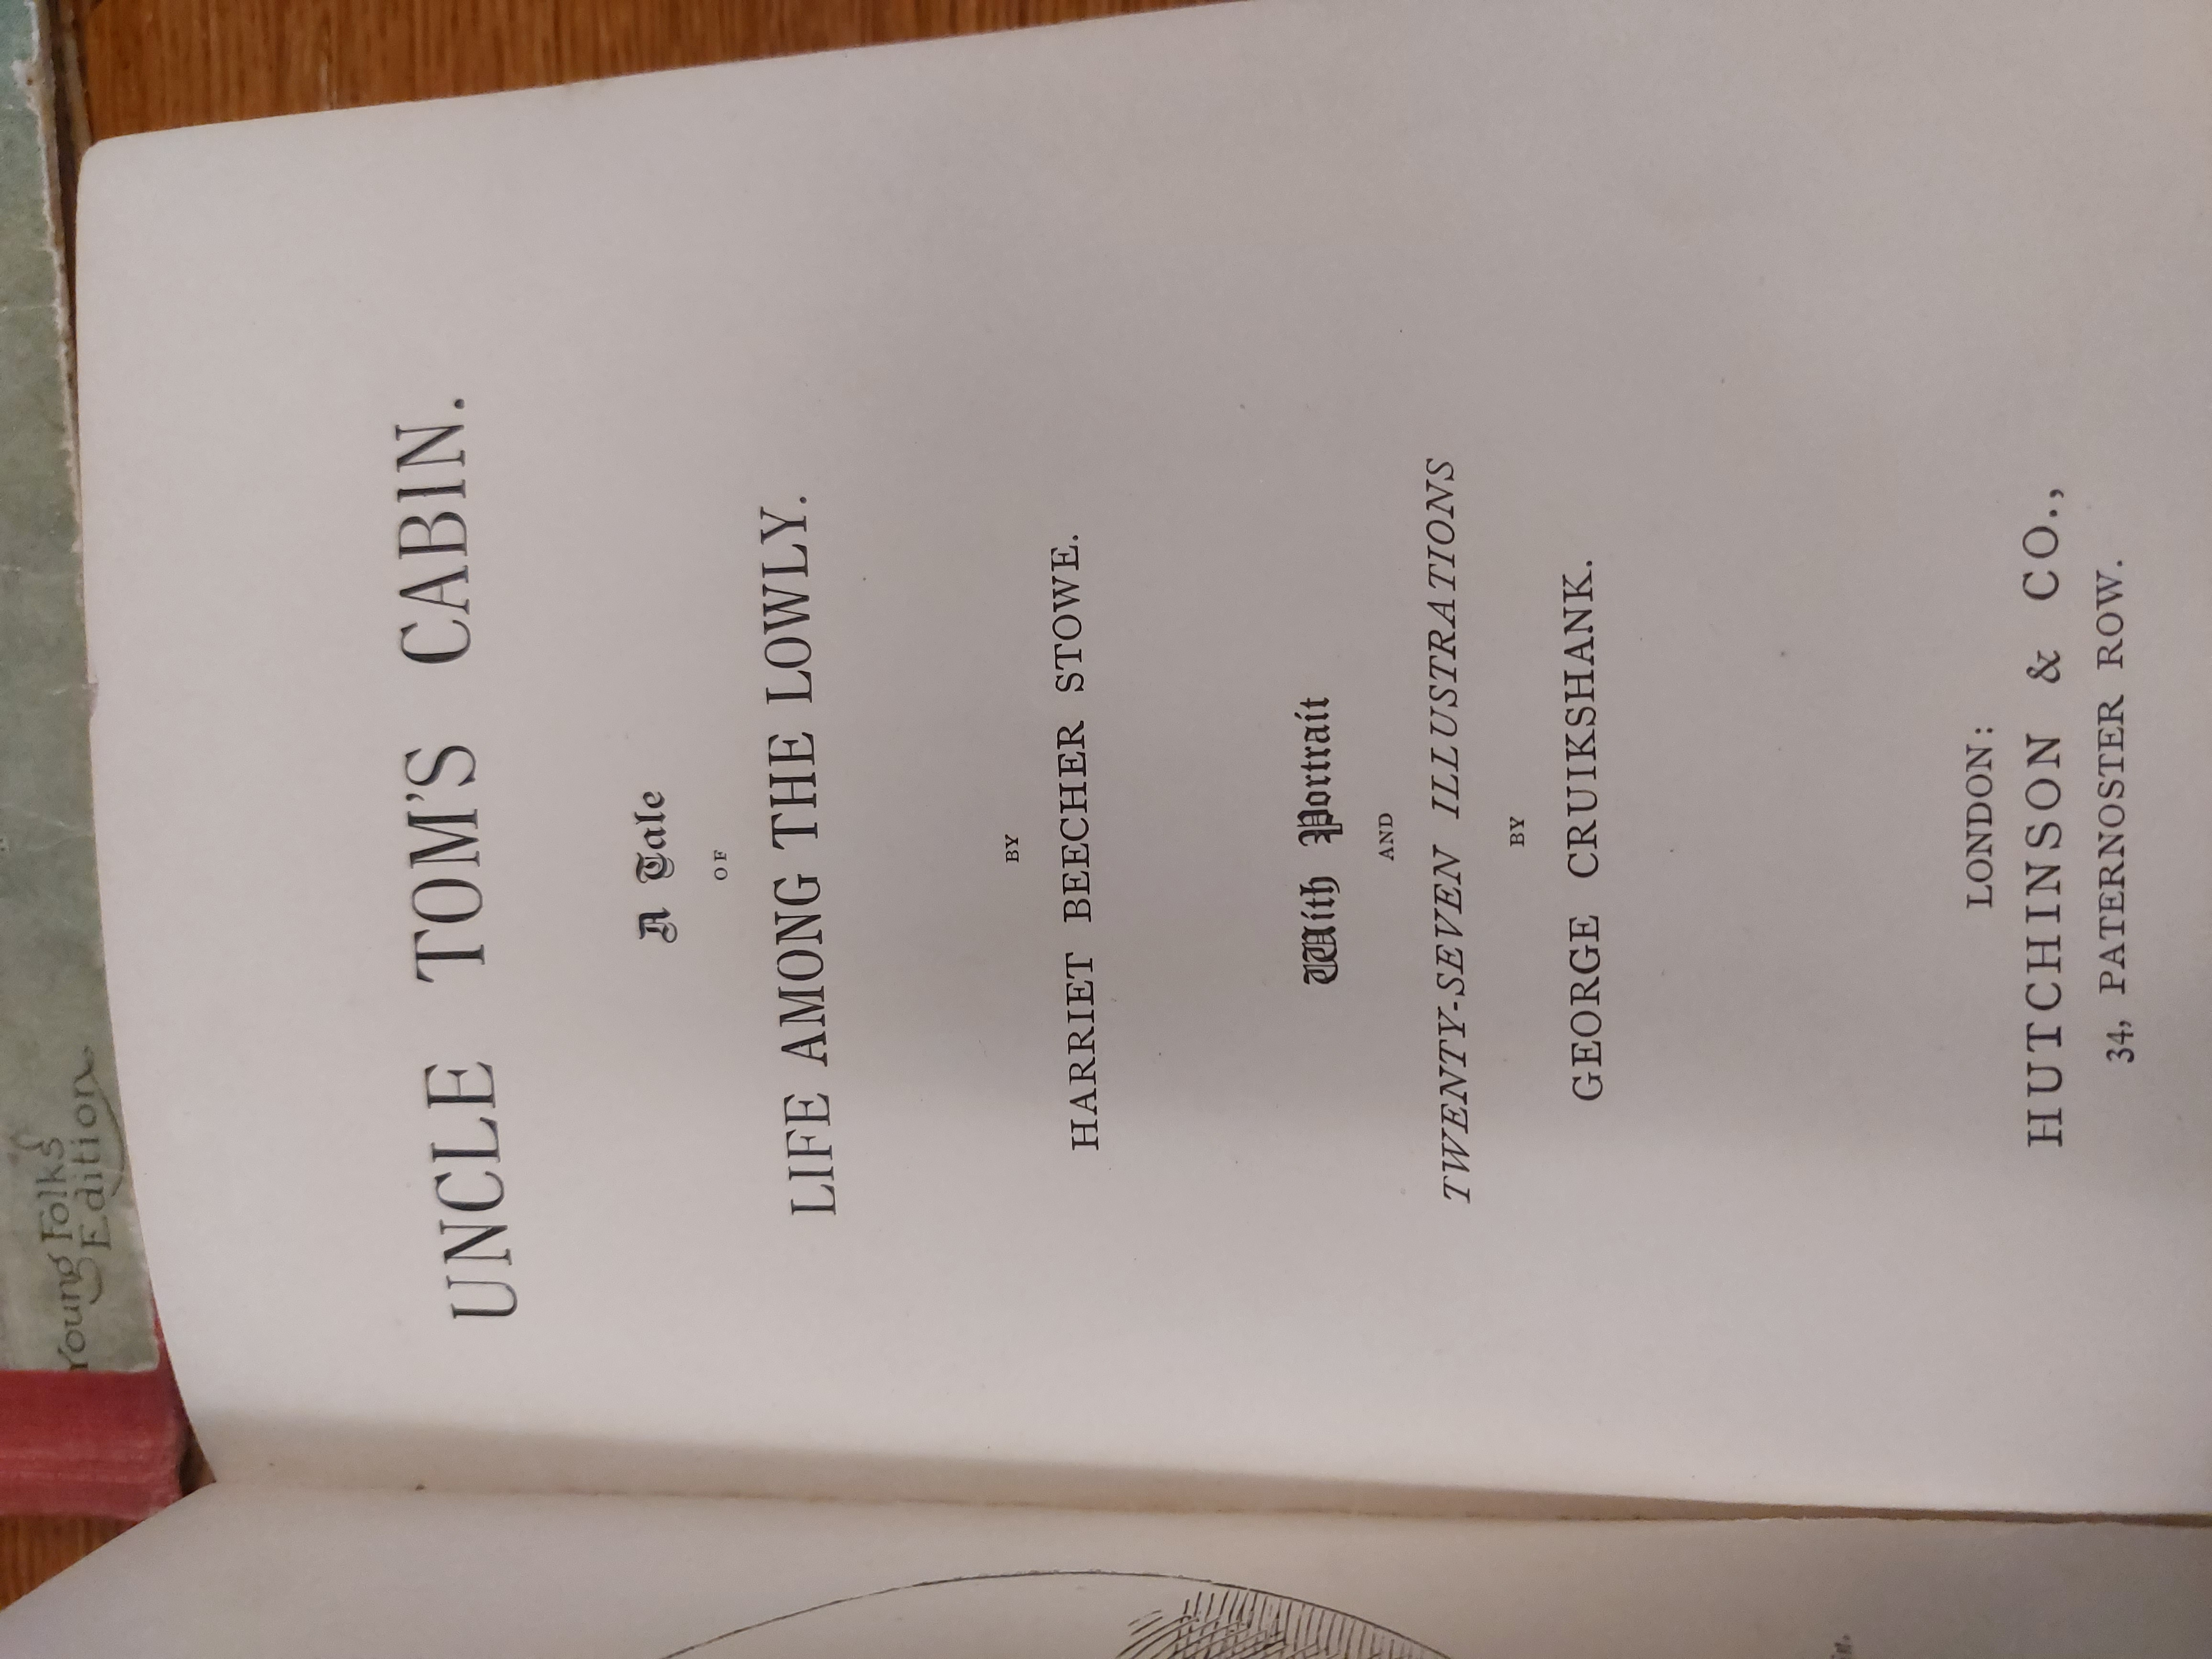 UNCLE TOM'S CABIN.
A Tale
OF
LIFE AMONG THE LOWLY.
BY
HARRIET BEECHER STOWE.
With Portrait
AND
TWENTY-SEVEN ILLUSTRATIONS
BY
GEORGE CRUIKSHANK.
LONDON:
HUTCHINSON & CO.,
34, PATERNOSTER ROW.
Young Folks'
Edition